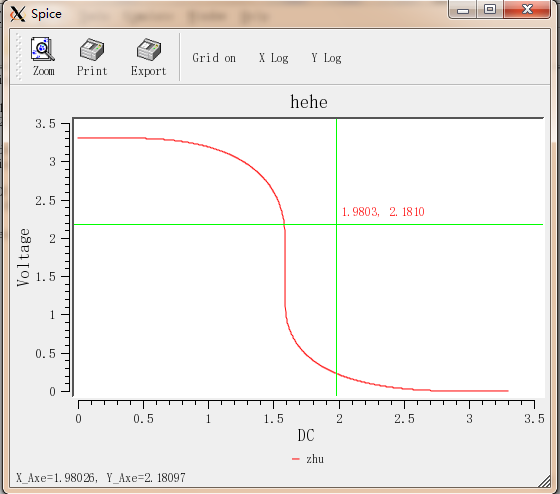 Spice
Zoom Print Export Grid on X Log Y Log
hehe
3.5
3
2.5
2
1.5
1
0.5
0
Voltage
1.9803, 2.1810
0 0.5 1 1.5 2 2.5 3 3.5
DC
zhu
X_Axe=1.98026, Y_Axe=2.18097